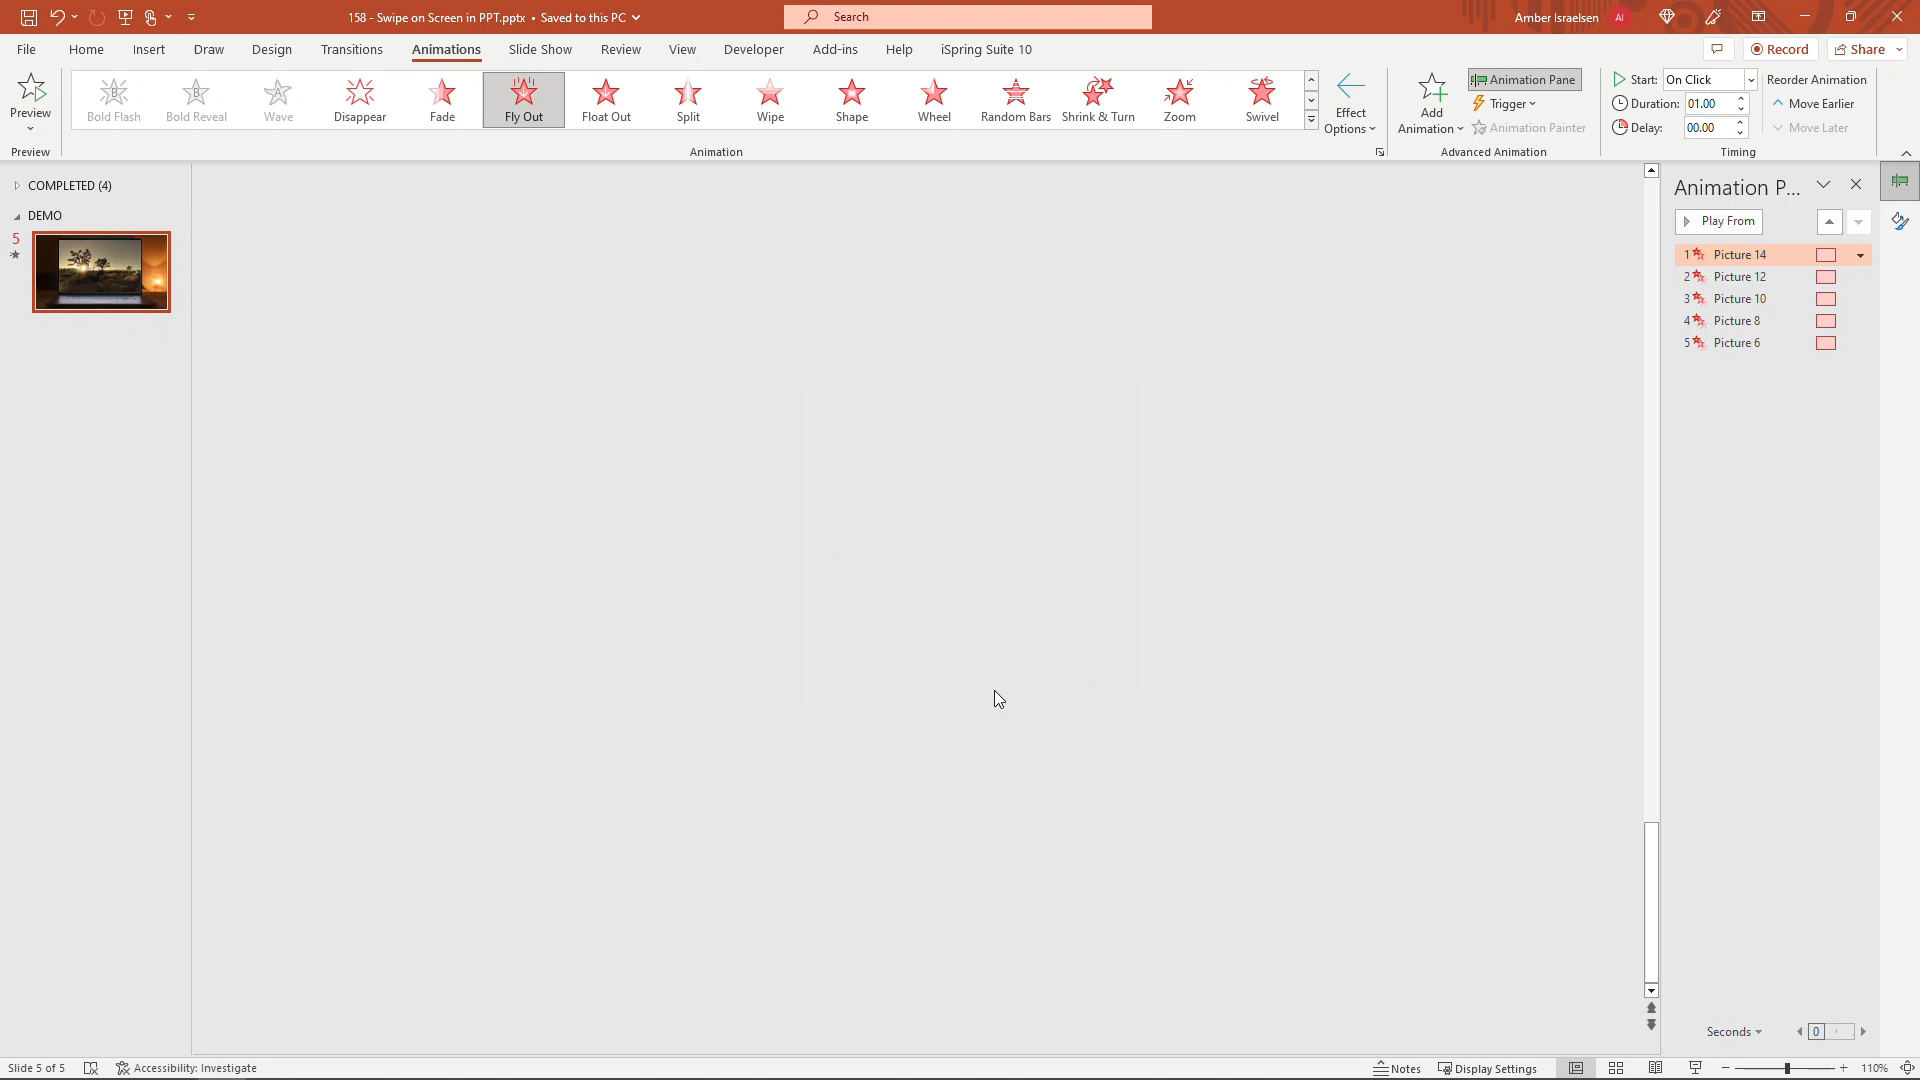 158 - Swipe on Screen in PPT.pptx • Saved to this PC
Search
Amber Israelsen AI
File Home Insert Draw Design Transitions Animations Slide Show Review View Developer Add-ins Help iSpring Suite 10
Record Share
Preview
Bold Flash Bold Reveal Wave Disappear Fade Fly Out Float Out Split Wipe Shape Wheel Random Bars Shrink & Turn Zoom Swivel
Effect Options
Add Animation
Animation Pane
Trigger
Animation Painter
Start: On Click
Duration: 01.00
Delay: 00.00
Reorder Animation
Move Earlier
Move Later
Preview Animation Advanced Animation Timing
COMPLETED (4)
DEMO
5
Animation P...
Play From
1 Picture 14
2 Picture 12
3 Picture 10
4 Picture 8
5 Picture 6
Seconds 0
Slide 5 of 5 Accessibility: Investigate Notes Display Settings 110%